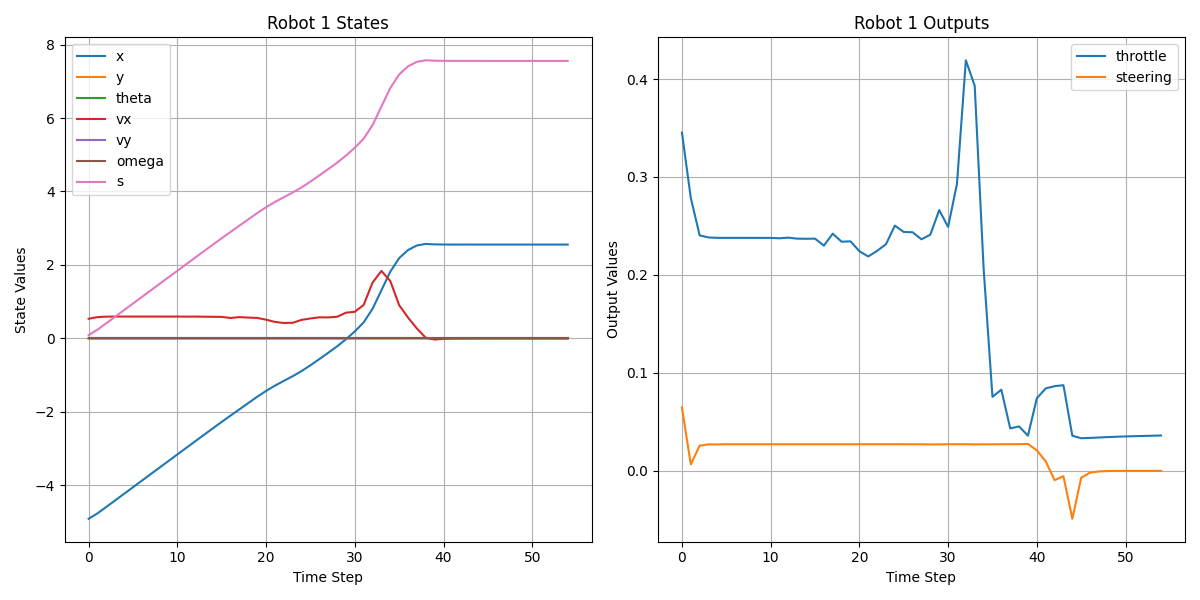 Robot 1 States
8
6
4
2
0
−2
−4
State Values
x
y
theta
vx
vy
omega
s
0
10
20
30
40
50
Time Step
Robot 1 Outputs
0.4
0.3
0.2
0.1
0.0
Output Values
throttle
steering
0
10
20
30
40
50
Time Step